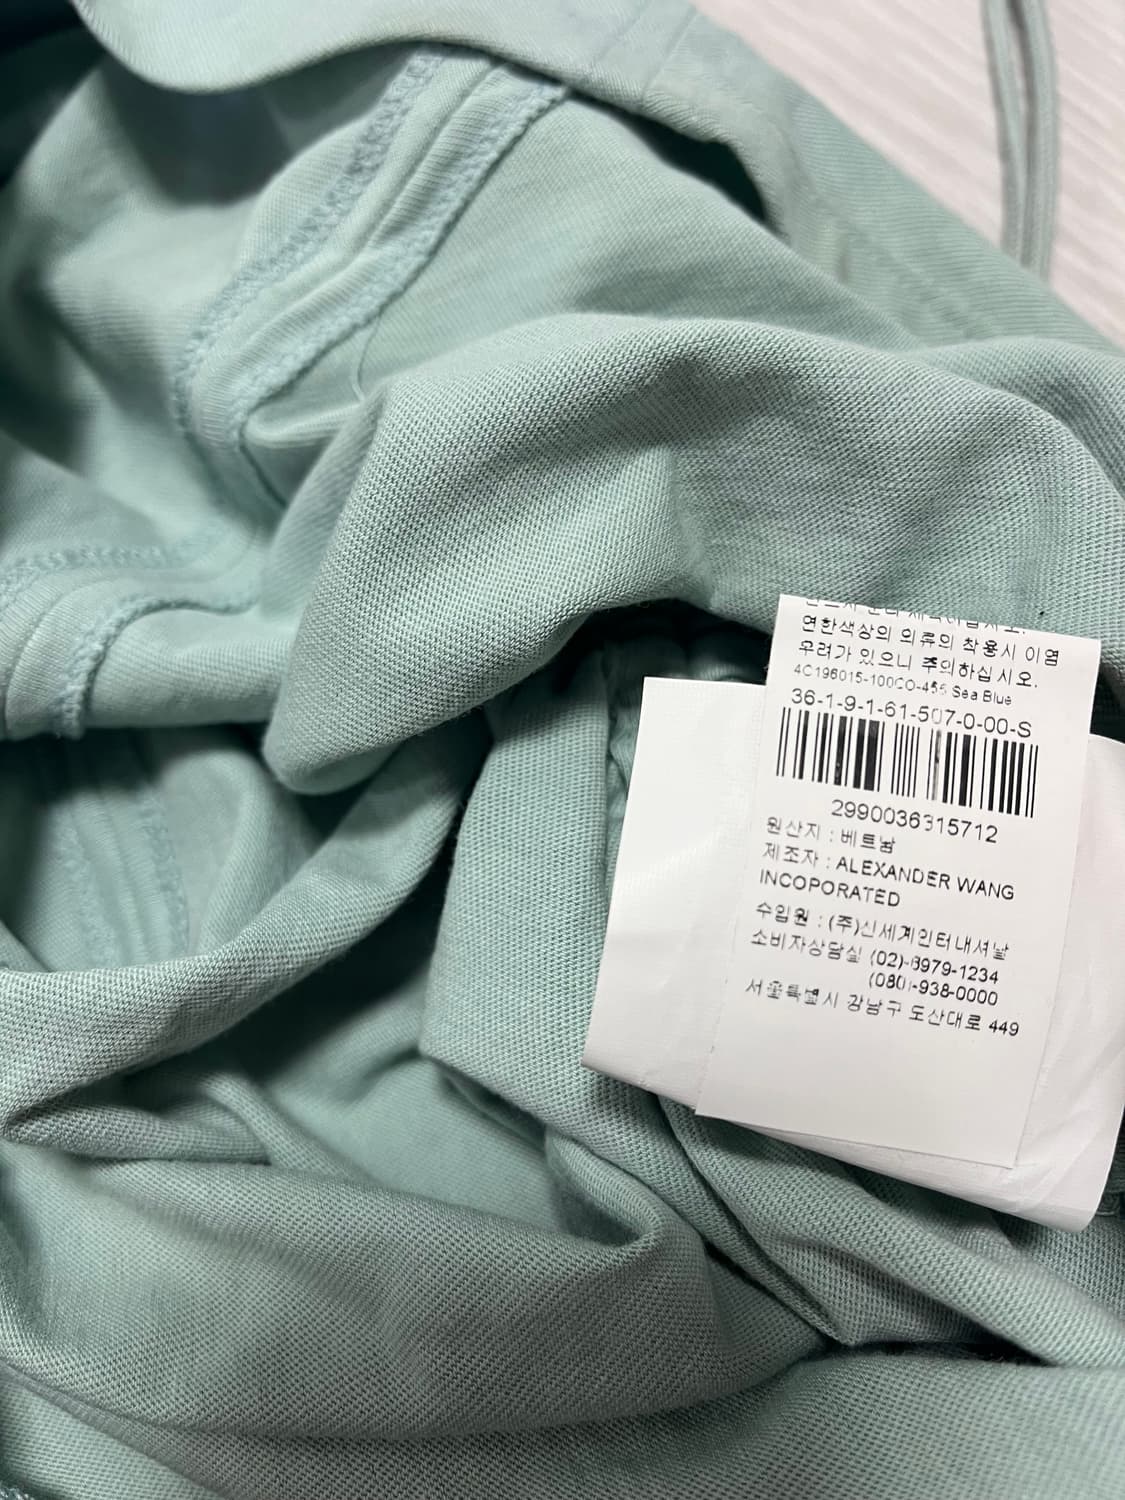 연한색상의 의류의 착용시 이염
우려가 있으니 주의하십시오.
4C196015-100CO-455 Sea Blue
36-1-9-1-61-507-0-00-S
2990036315712
원산지 : 베트남
제조자 : ALEXANDER WANG
INCOPORATED
수입원 : (주)신세계인터내셔날
소비자상담실 (02)-6979-1234
(080)-938-0000
서울특별시 강남구 도산대로 449